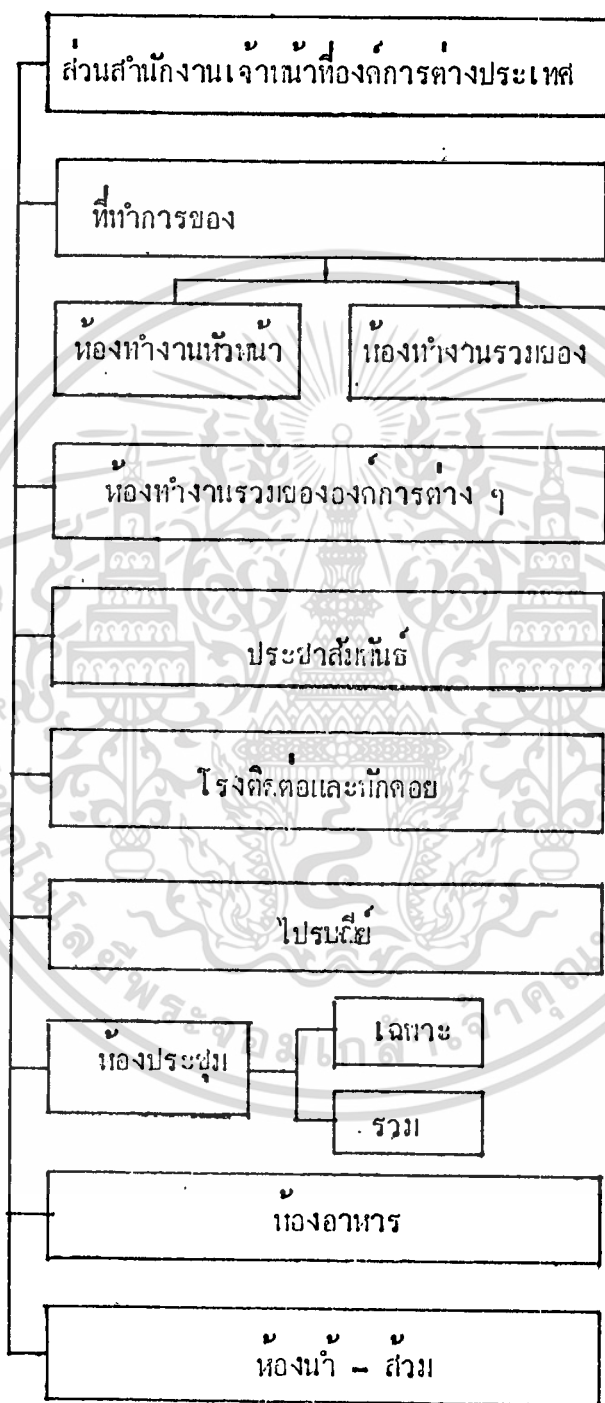 ส่วนสำนักงานเจ้าหน้าที่องค์การต่างประเทศ
ที่ทำการของ
ห้องทำงานหัวหน้า
ห้องทำงานรวมของ
ห้องทำงานรวมขององค์การต่าง ๆ
ประชาสัมพันธ์
โรงติดต่อและพักคอย
ไปรษณีย์
ห้องประชุม
เฉพาะ
รวม
ห้องอาหาร
ห้องน้ำ - ส้วม